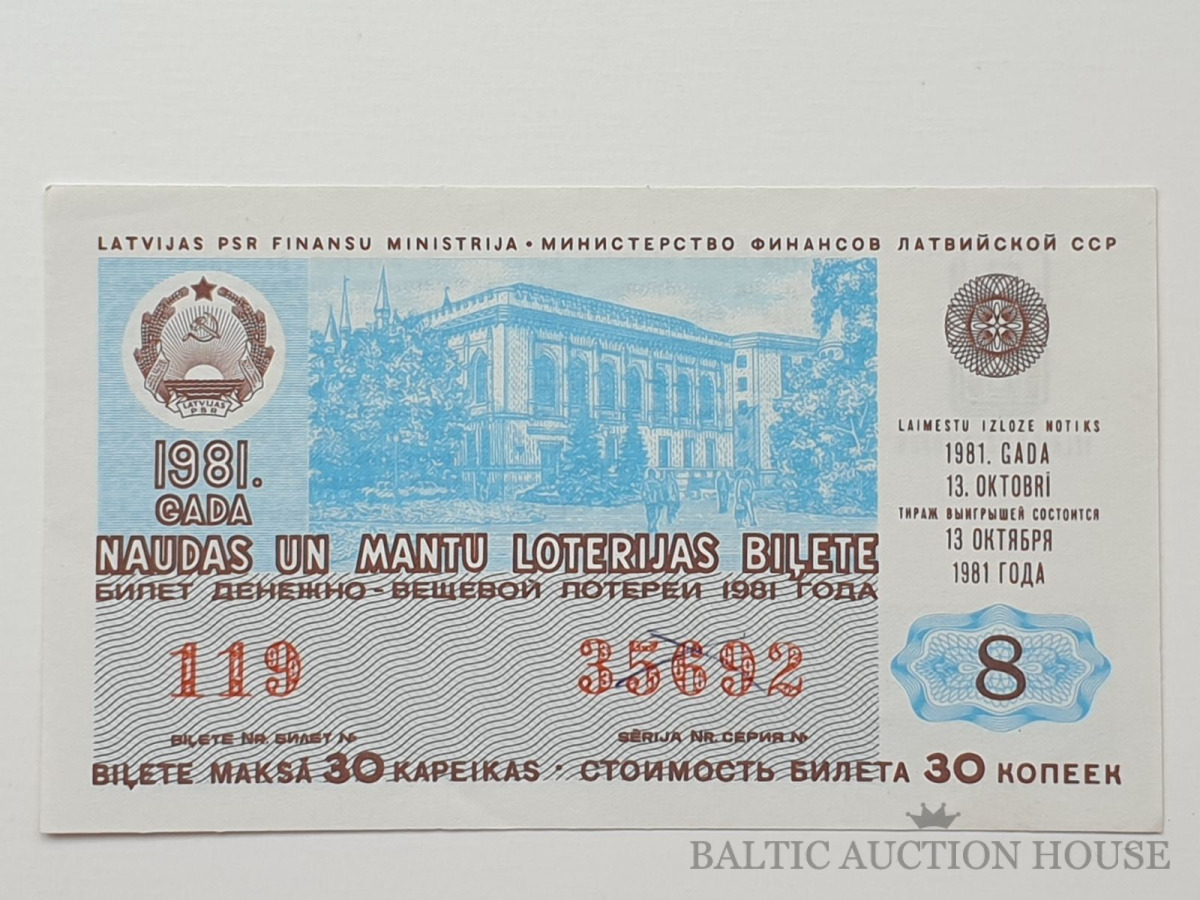 LATVIJAS PSR FINANSU MINISTRIJA • МИНИСТЕРСТВО ФИНАНСОВ ЛАТВИЙСКОЙ ССР
LATVIJAS
PSR
1981.
GADA
NAUDAS UN MANTU LOTERIJAS BIĻETE
БИЛЕТ ДЕНЕЖНО-ВЕЩЕВОЙ ЛОТЕРЕИ 1981 ГОДА
LAIMESTU IZLOZE NOTIKS
1981. GADA
13. OKTOBRĪ
ТИРАЖ ВЫИГРЫШЕЙ СОСТОИТСЯ
13 ОКТЯБРЯ
1981 ГОДА
119
35692
8
BIĻETE NR. БИЛЕТ №
SĒRIJA NR. СЕРИЯ №
BIĻETE MAKSĀ 30 KAPEIKAS · СТОИМОСТЬ БИЛЕТА 30 КОПЕЕК
BALTIC AUCTION HOUSE